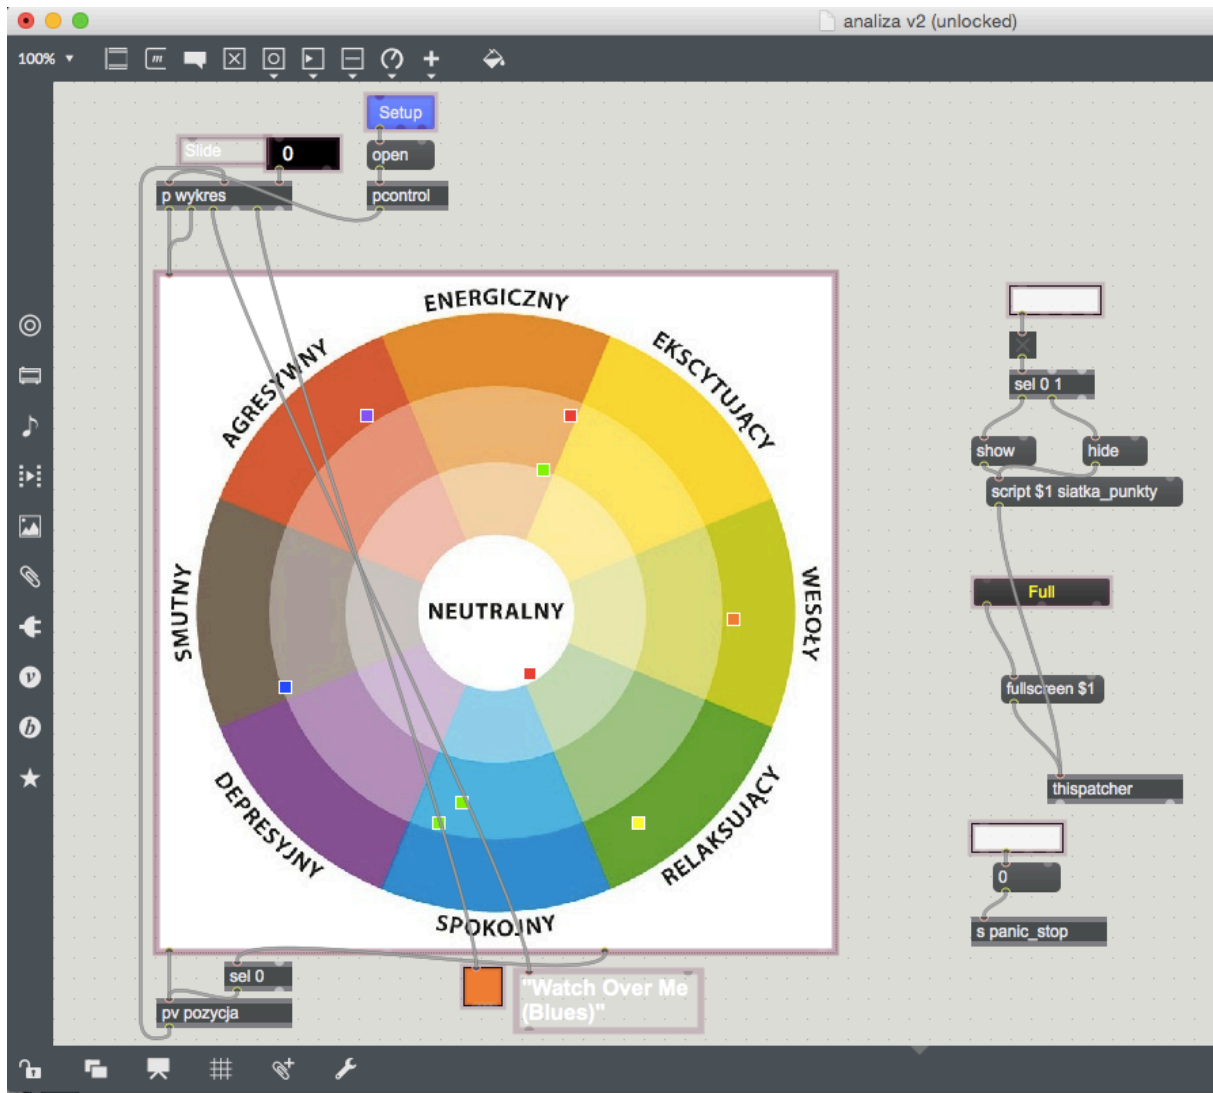 analiza v2 (unlocked)
100%
Setup
Slide
0
open
p wykres
pcontrol
ENERGICZNY
AGRESYWNY
EKSCYTUJĄCY
SMUTNY
NEUTRALNY
WESOŁY
DEPRESYJNY
RELAKSUJĄCY
SPOKOJNY
sel 0 1
show
hide
script $1 siatka_punkty
Full
fullscreen $1
thispatcher
0
s panic_stop
sel 0
pv pozycja
"Watch Over Me
(Blues)"